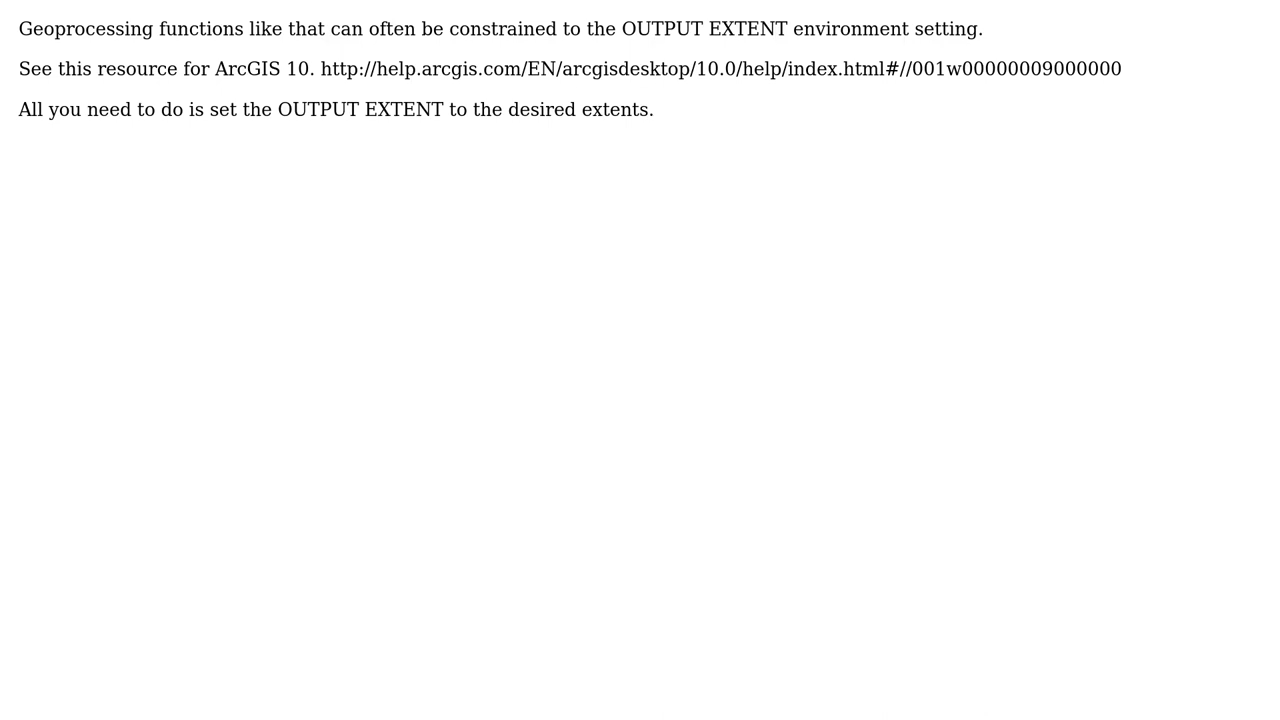 Geoprocessing functions like that can often be constrained to the OUTPUT EXTENT environment setting.
See this resource for ArcGIS 10. http://help.arcgis.com/EN/arcgisdesktop/10.0/help/index.html#//001w00000009000000
All you need to do is set the OUTPUT EXTENT to the desired extents.